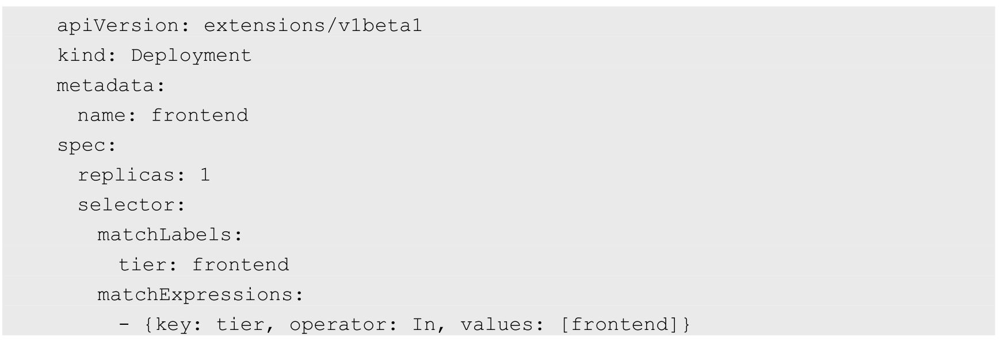 apiVersion: extensions/v1beta1
kind: Deployment
metadata:
  name: frontend
spec:
  replicas: 1
  selector:
    matchLabels:
      tier: frontend
    matchExpressions:
      - {key: tier, operator: In, values: [frontend]}